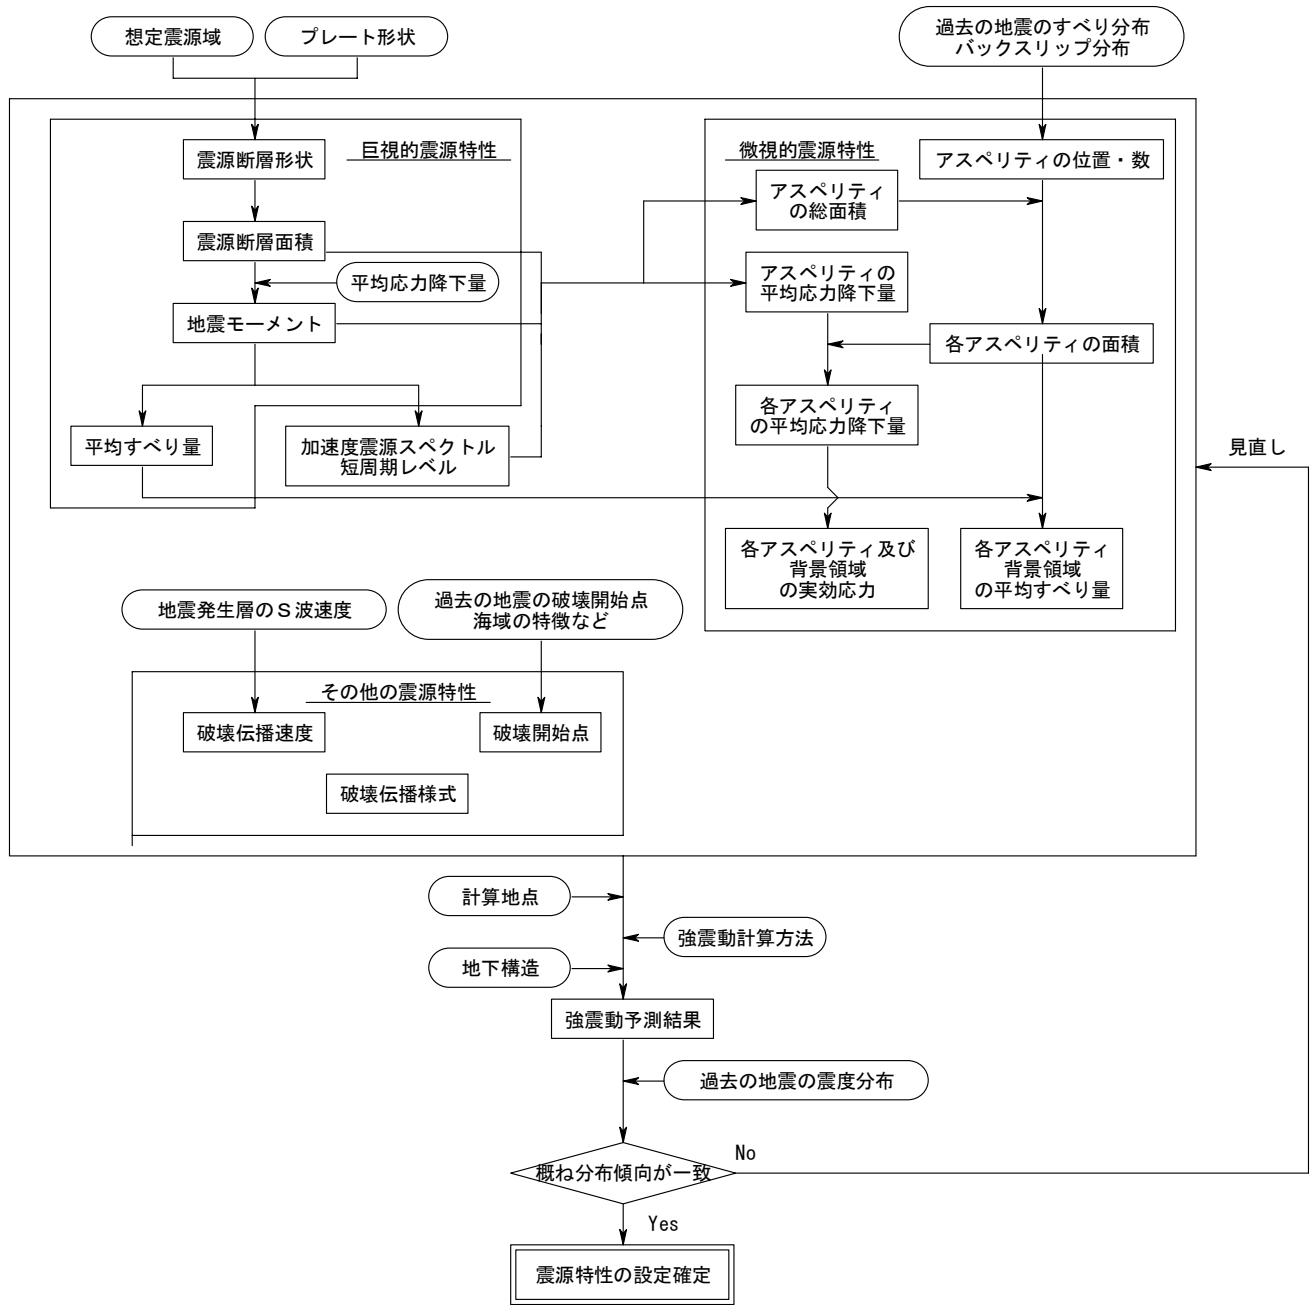 想定震源域
プレート形状
過去の地震のすべり分布
バックスリップ分布
巨視的震源特性
震源断層形状
震源断層面積
平均応力降下量
地震モーメント
平均すべり量
加速度震源スペクトル
短周期レベル
微視的震源特性
アスペリティの位置・数
アスペリティ
の総面積
アスペリティの
平均応力降下量
各アスペリティの面積
各アスペリティ
の平均応力降下量
各アスペリティ及び
背景領域
の実効応力
各アスペリティ
背景領域
の平均すべり量
見直し
地震発生層のS波速度
過去の地震の破壊開始点
海域の特徴など
その他の震源特性
破壊伝播速度
破壊開始点
破壊伝播様式
計算地点
強震動計算方法
地下構造
強震動予測結果
過去の地震の震度分布
概ね分布傾向が一致
No
Yes
震源特性の設定確定